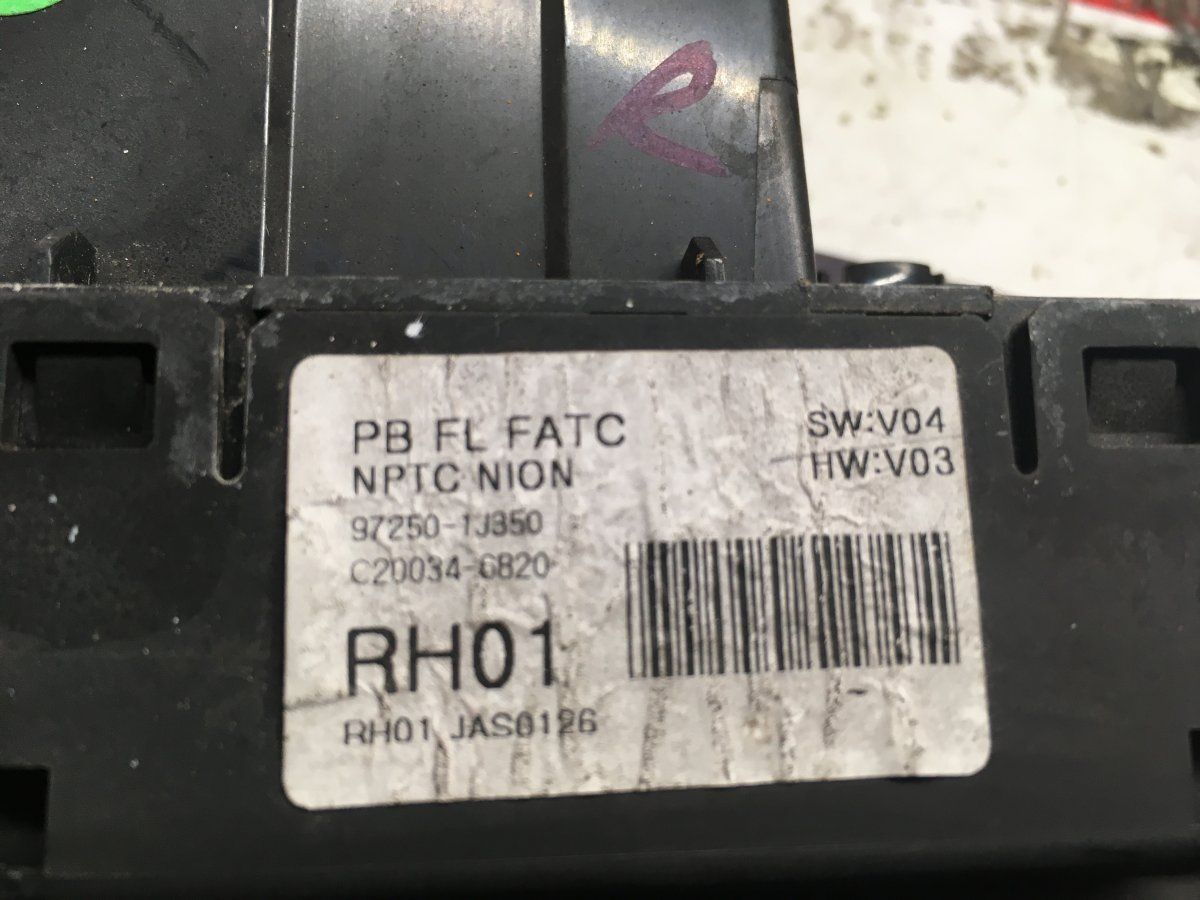 R
PB FL FATC
NPTC NION
97250-1J350
C20034-6820
RH01
RH01 JAS0126
SW:V04
HW:V03